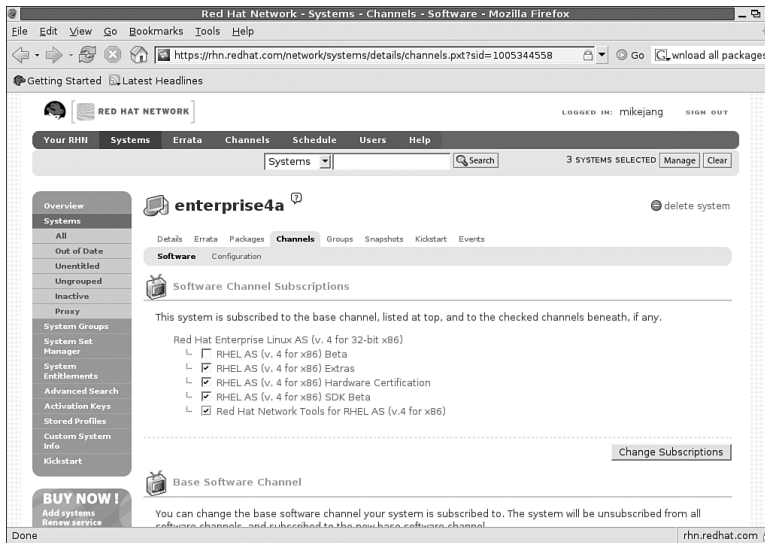 Red Hat Network - Systems - Channels - Software - Mozilla Firefox
File Edit View Go Bookmarks Tools Help
https://rhn.redhat.com/network/systems/details/channels.pxt?sid=1005344558 Go wnload all packages
Getting Started Latest Headlines
RED HAT NETWORK LOGGED IN: mikejang SIGN OUT
Your RHN Systems Errata Channels Schedule Users Help
Systems Search 3 SYSTEMS SELECTED Manage Clear
Overview
Systems
All
Out of Date
Unentitled
Ungrouped
Inactive
Proxy
System Groups
System Set
Manager
System
Entitlements
Advanced Search
Activation Keys
Stored Profiles
Custom System
Info
Kickstart
BUY NOW!
Add systems
Renew service
enterprise4a ? delete system
Details Errata Packages Channels Groups Snapshots Kickstart Events
Software Configuration
Software Channel Subscriptions
This system is subscribed to the base channel, listed at top, and to the checked channels beneath, if any.
Red Hat Enterprise Linux AS (v. 4 for 32-bit x86)
RHEL AS (v. 4 for x86) Beta
RHEL AS (v. 4 for x86) Extras
RHEL AS (v. 4 for x86) Hardware Certification
RHEL AS (v. 4 for x86) SDK Beta
Red Hat Network Tools for RHEL AS (v.4 for x86)
Change Subscriptions
Base Software Channel
You can change the base software channel your system is subscribed to. The system will be unsubscribed from all
software channels, and subscribed to the new base software channel.
Done rhn.redhat.com